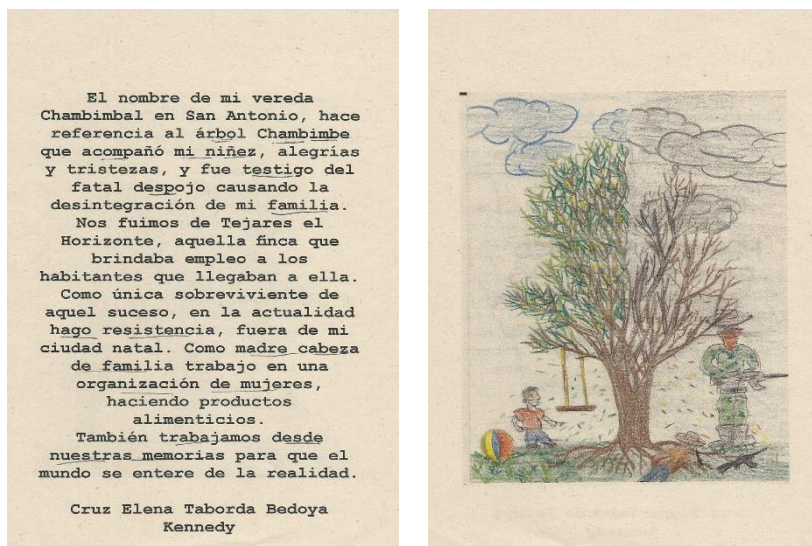 El nombre de mi vereda
Chambimbal en San Antonio, hace
referencia al árbol Chambimbe
que acompañó mi niñez, alegrías
y tristezas, y fue testigo del
fatal despojo causando la
desintegración de mi familia.
Nos fuimos de Tejares el
Horizonte, aquella finca que
brindaba empleo a los
habitantes que llegaban a ella.
Como única sobreviviente de
aquel suceso, en la actualidad
hago resistencia, fuera de mi
ciudad natal. Como madre cabeza
de familia trabajo en una
organización de mujeres,
haciendo productos
alimenticios.
También trabajamos desde
nuestras memorias para que el
mundo se entere de la realidad.
Cruz Elena Taborda Bedoya
Kennedy